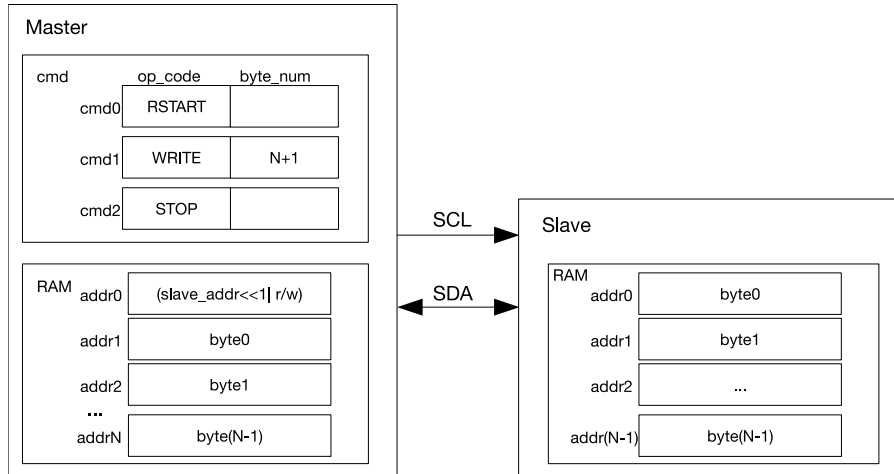 Master
cmd op_code byte_num
cmd0 RSTART
cmd1 WRITE N+1
cmd2 STOP
RAM
addr0 (slave_addr<<1| r/w)
addr1 byte0
addr2 byte1
...
addrN byte(N-1)
SCL
SDA
Slave
RAM
addr0 byte0
addr1 byte1
addr2 ...
addr(N-1) byte(N-1)